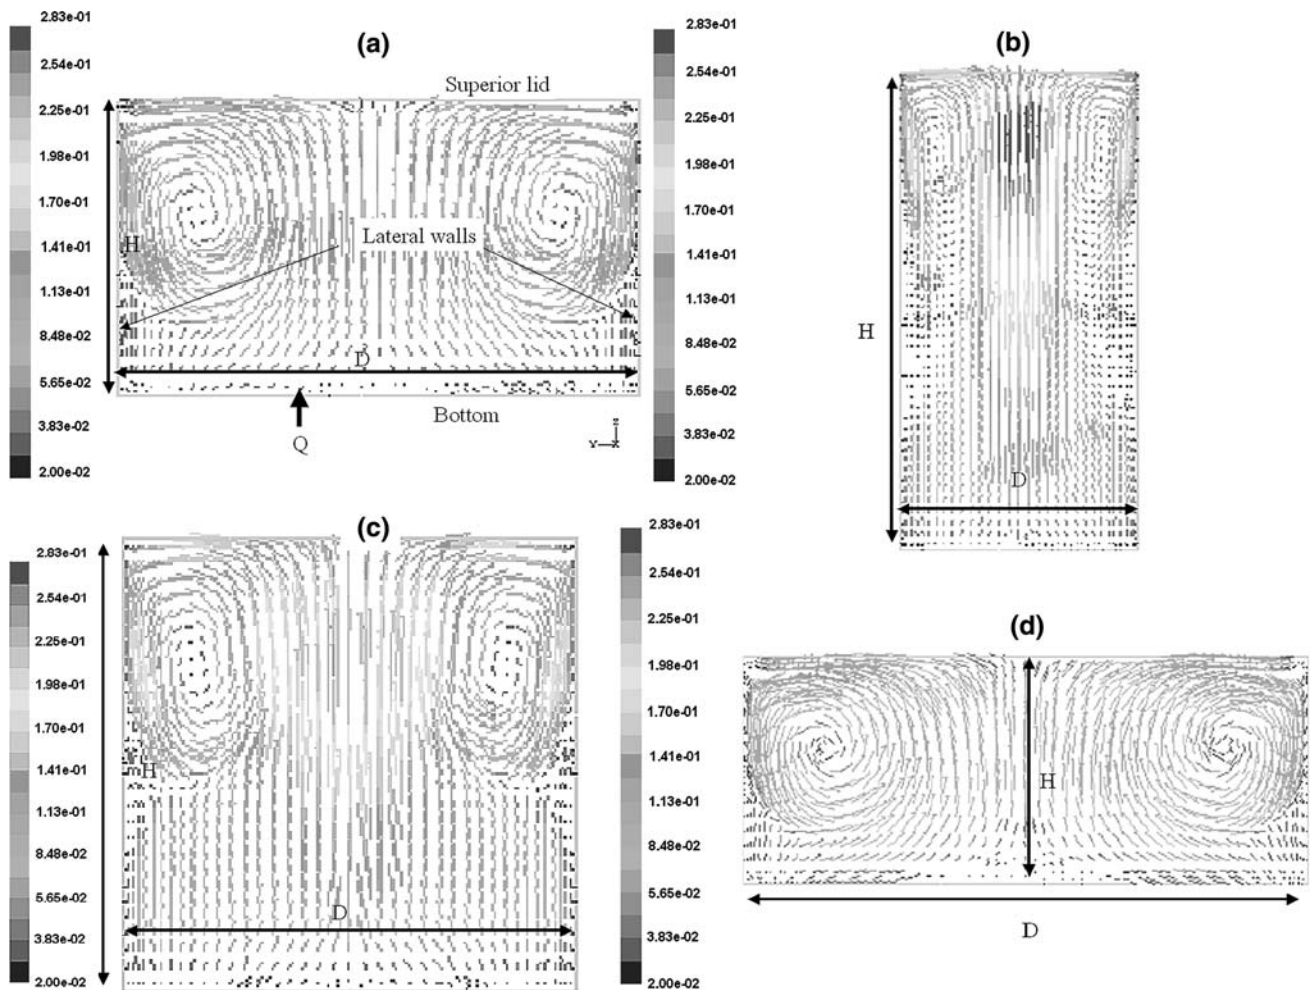 2.83e-01
2.54e-01
2.25e-01
1.98e-01
1.70e-01
1.41e-01
1.13e-01
8.48e-02
5.65e-02
3.83e-02
2.00e-02
(a)
Superior lid
H
Lateral walls
D
Bottom
Q
Z
Y X
2.83e-01
2.54e-01
2.25e-01
1.98e-01
1.70e-01
1.41e-01
1.13e-01
8.48e-02
5.65e-02
3.83e-02
2.00e-02
(b)
H
D
2.83e-01
2.54e-01
2.25e-01
1.98e-01
1.70e-01
1.41e-01
1.13e-01
8.48e-02
5.65e-02
3.83e-02
2.00e-02
(c)
H
D
2.83e-01
2.54e-01
2.25e-01
1.98e-01
1.70e-01
1.41e-01
1.13e-01
8.48e-02
5.65e-02
3.83e-02
2.00e-02
(d)
H
D